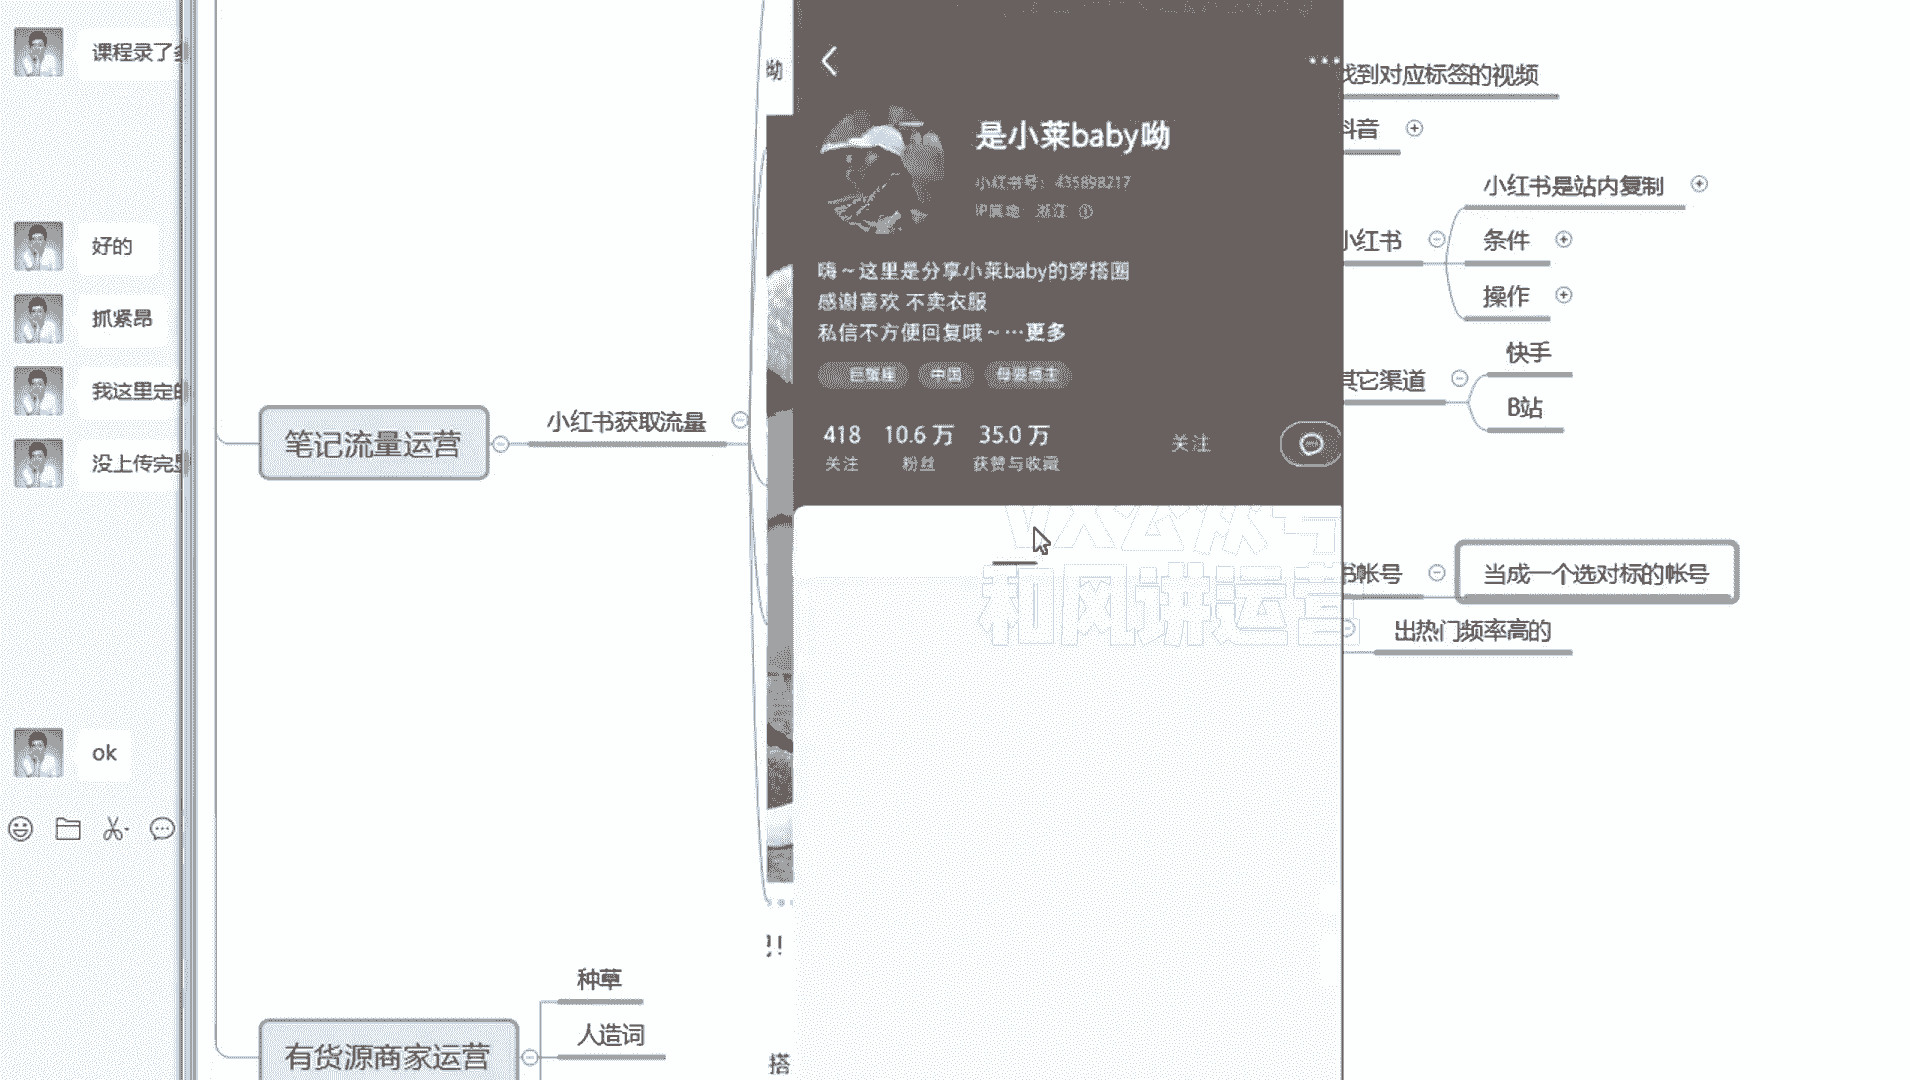 课程录了
好的
抓紧昂
我这里定的
没上传完
ok
笔记流量运营
小红书获取流量
有货源商家运营
种草
人造词
呦
!!
搭
是小莱baby呦
小红书号：435898217
IP属地：浙江
嗨～这里是分享小莱baby的穿搭圈
感谢喜欢 不卖衣服
私信不方便回复哦～…更多
巨蟹座
中国
母婴博主
418
10.6 万
35.0 万
关注
粉丝
获赞与收藏
关注
V大公众号
和风讲运营
找到对应标签的视频
抖音
小红书
小红书是站内复制
条件
操作
其它渠道
快手
B站
书帐号
当成一个选对标的帐号
出热门频率高的